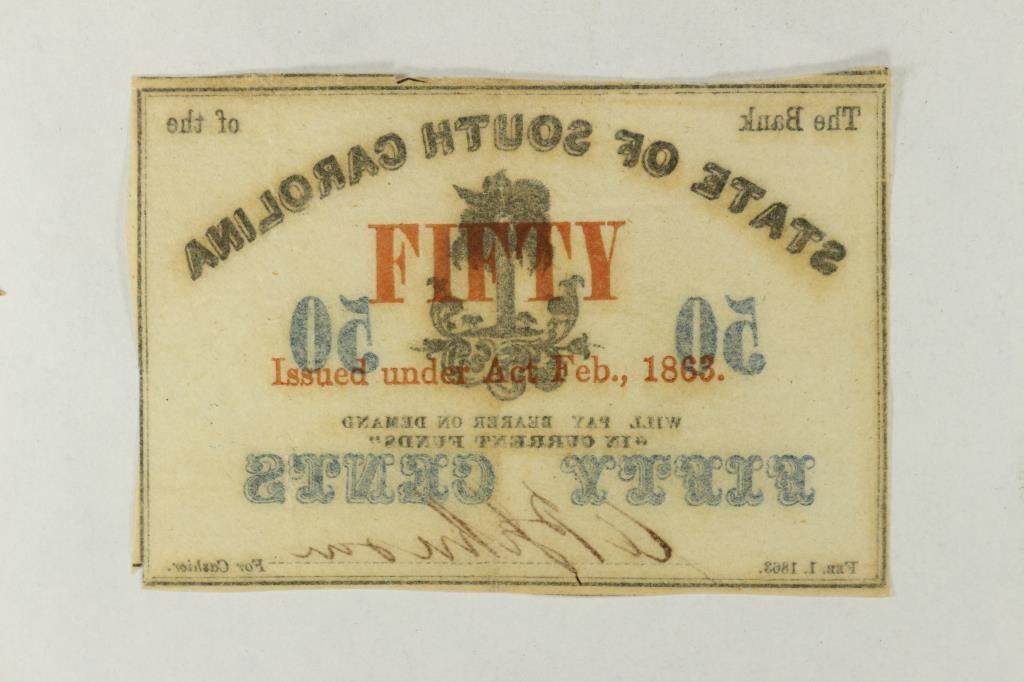 The Bank of the
STATE OF SOUTH CAROLINA
FIFTY
50 50
Issued under Act Feb., 1863.
WILL PAY BEARER ON DEMAND
"IN CURRENT FUNDS"
FIFTY CENTS
FEB. 1. 1863. For Cashier.